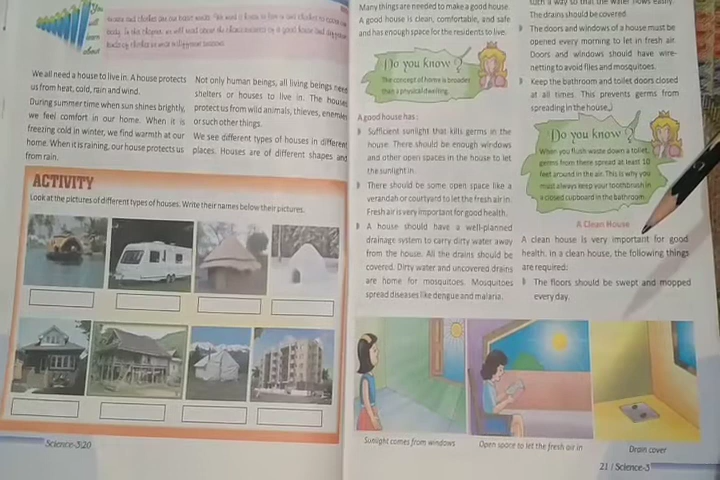 You
will
learn
about
We all need a house to live in. A house protects
us from heat, cold, rain and wind.
During summer time when sun shines brightly,
we feel comfort in our home. When it is
freezing cold in winter, we find warmth at our
home. When it is raining, our house protects us
from rain.
Not only human beings, all living beings need
shelters or houses to live in. The houses
protect us from wild animals, thieves, enemies
or such other things.
We see different types of houses in different
places. Houses are of different shapes and
ACTIVITY
Look at the pictures of different types of houses. Write their names below their pictures.
Science-3|20
Many things are needed to make a good house.
A good house is clean, comfortable, and safe
and has enough space for the residents to live.
Do you know ?
The concept of home is broader
than a physical dwelling.
A good house has :
Sufficient sunlight that kills germs in the
house. There should be enough windows
and other open spaces in the house to let
the sunlight in.
There should be some open space like a
verandah or courtyard to let the fresh air in.
Fresh air is very important for good health.
A house should have a well-planned
drainage system to carry dirty water away
from the house. All the drains should be
covered. Dirty water and uncovered drains
are home for mosquitoes. Mosquitoes
spread diseases like dengue and malaria.
such a way so that the water flows easily.
The drains should be covered.
The doors and windows of a house must be
opened every morning to let in fresh air.
Doors and windows should have wire-
netting to avoid flies and mosquitoes.
Keep the bathroom and toilet doors closed
at all times. This prevents germs from
spreading in the house.
Do you know ?
When you flush waste down a toilet,
germs from there spread at least 10
feet around in the air. This is why you
must always keep your toothbrush in
a closed cupboard in the bathroom.
A Clean House
A clean house is very important for good
health. In a clean house, the following things
are required:
The floors should be swept and mopped
every day.
Sunlight comes from windows
Open space to let the fresh air in
Drain cover
21 | Science-3